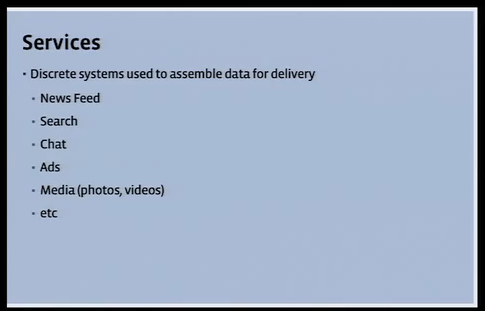 Services
• Discrete systems used to assemble data for delivery
• News Feed
• Search
• Chat
• Ads
• Media (photos, videos)
• etc